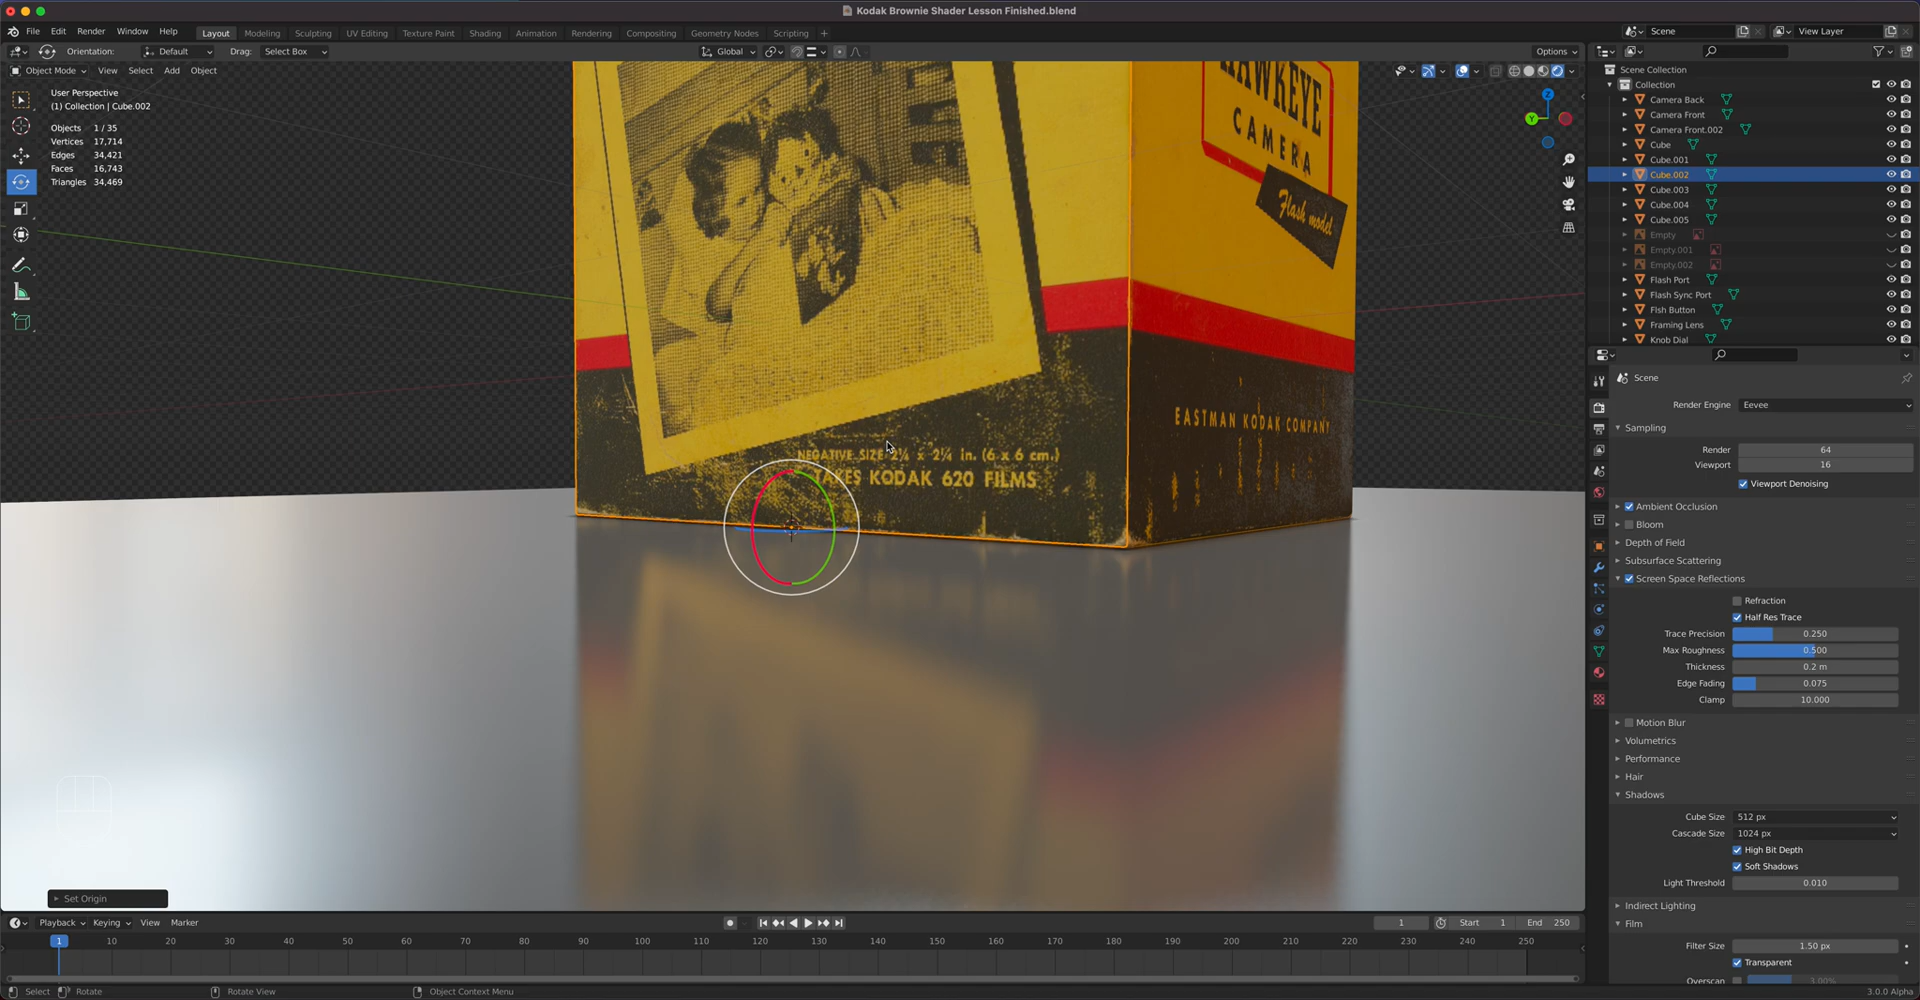 Kodak Brownie Shader Lesson Finished.blend
File Edit Render Window Help
Layout Modeling Sculpting UV Editing Texture Paint Shading Animation Rendering Compositing Geometry Nodes Scripting +
Scene
View Layer
Orientation: Default Drag: Select Box
Global
Options
Object Mode View Select Add Object
User Perspective
(1) Collection | Cube.002
Objects 1 / 35
Vertices 17,714
Edges 34,421
Faces 16,743
Triangles 34,469
Z
Y
HAWKEYE
CAMERA
Flash model
EASTMAN KODAK COMPANY
NEGATIVE SIZE 2¼ x 2¼ in. (6 x 6 cm.)
TAKES KODAK 620 FILMS
Scene Collection
Collection
Camera Back
Camera Front
Camera Front.002
Cube
Cube.001
Cube.002
Cube.003
Cube.004
Cube.005
Empty
Empty.001
Empty.002
Flash Port
Flash Sync Port
Flsh Button
Framing Lens
Knob Dial
Scene
Render Engine Eevee
Sampling
Render 64
Viewport 16
Viewport Denoising
Ambient Occlusion
Bloom
Depth of Field
Subsurface Scattering
Screen Space Reflections
Refraction
Half Res Trace
Trace Precision 0.250
Max Roughness 0.500
Thickness 0.2 m
Edge Fading 0.075
Clamp 10.000
Motion Blur
Volumetrics
Performance
Hair
Shadows
Cube Size 512 px
Cascade Size 1024 px
High Bit Depth
Soft Shadows
Light Threshold 0.010
Indirect Lighting
Film
Filter Size 1.50 px
Transparent
Overscan 3.00%
Set Origin
Playback Keying View Marker
1 Start 1 End 250
1 10 20 30 40 50 60 70 80 90 100 110 120 130 140 150 160 170 180 190 200 210 220 230 240 250
Select Rotate Rotate View Object Context Menu
3.0.0 Alpha